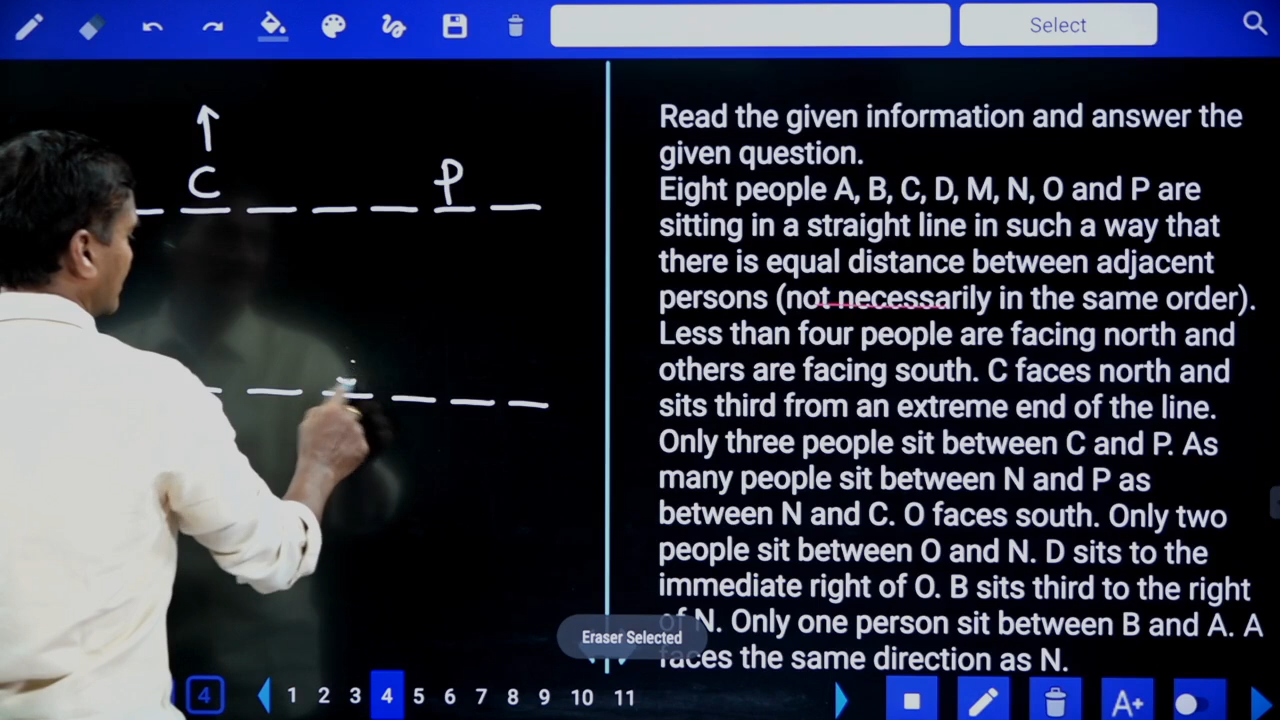 Select
C
P
Read the given information and answer the
given question.
Eight people A, B, C, D, M, N, O and P are
sitting in a straight line in such a way that
there is equal distance between adjacent
persons (not necessarily in the same order).
Less than four people are facing north and
others are facing south. C faces north and
sits third from an extreme end of the line.
Only three people sit between C and P. As
many people sit between N and P as
between N and C. O faces south. Only two
people sit between O and N. D sits to the
immediate right of O. B sits third to the right
of N. Only one person sit between B and A. A
faces the same direction as N.
Eraser Selected
4 1 2 3 4 5 6 7 8 9 10 11 A+